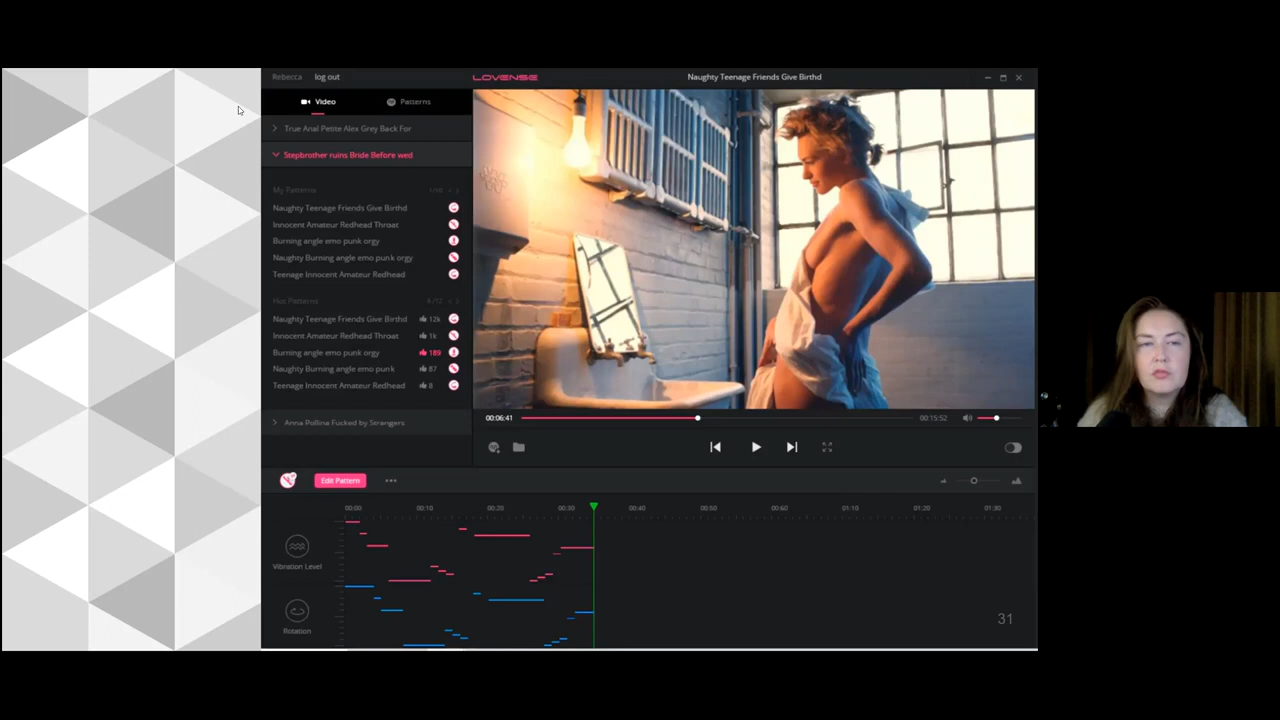 Rebecca log out
LOVENSE
Naughty Teenage Friends Give Birthd
Video
Patterns
True Anal Petite Alex Grey Back For
Stepbrother ruins Bride Before wed
My Patterns
Naughty Teenage Friends Give Birthd
Innocent Amateur Redhead Throat
Burning angle emo punk orgy
Naughty Burning angle emo punk orgy
Teenage Innocent Amateur Redhead
Hot Patterns
Naughty Teenage Friends Give Birthd 12k
Innocent Amateur Redhead Throat 1k
Burning angle emo punk orgy 189
Naughty Burning angle emo punk 87
Teenage Innocent Amateur Redhead 8
Anna Pollina Fucked by Strangers
00:06:41
00:15:52
Edit Pattern
00:00 00:10 00:20 00:30 00:40 00:50 00:60 01:10 01:20 01:30
Vibration Level
Rotation
31